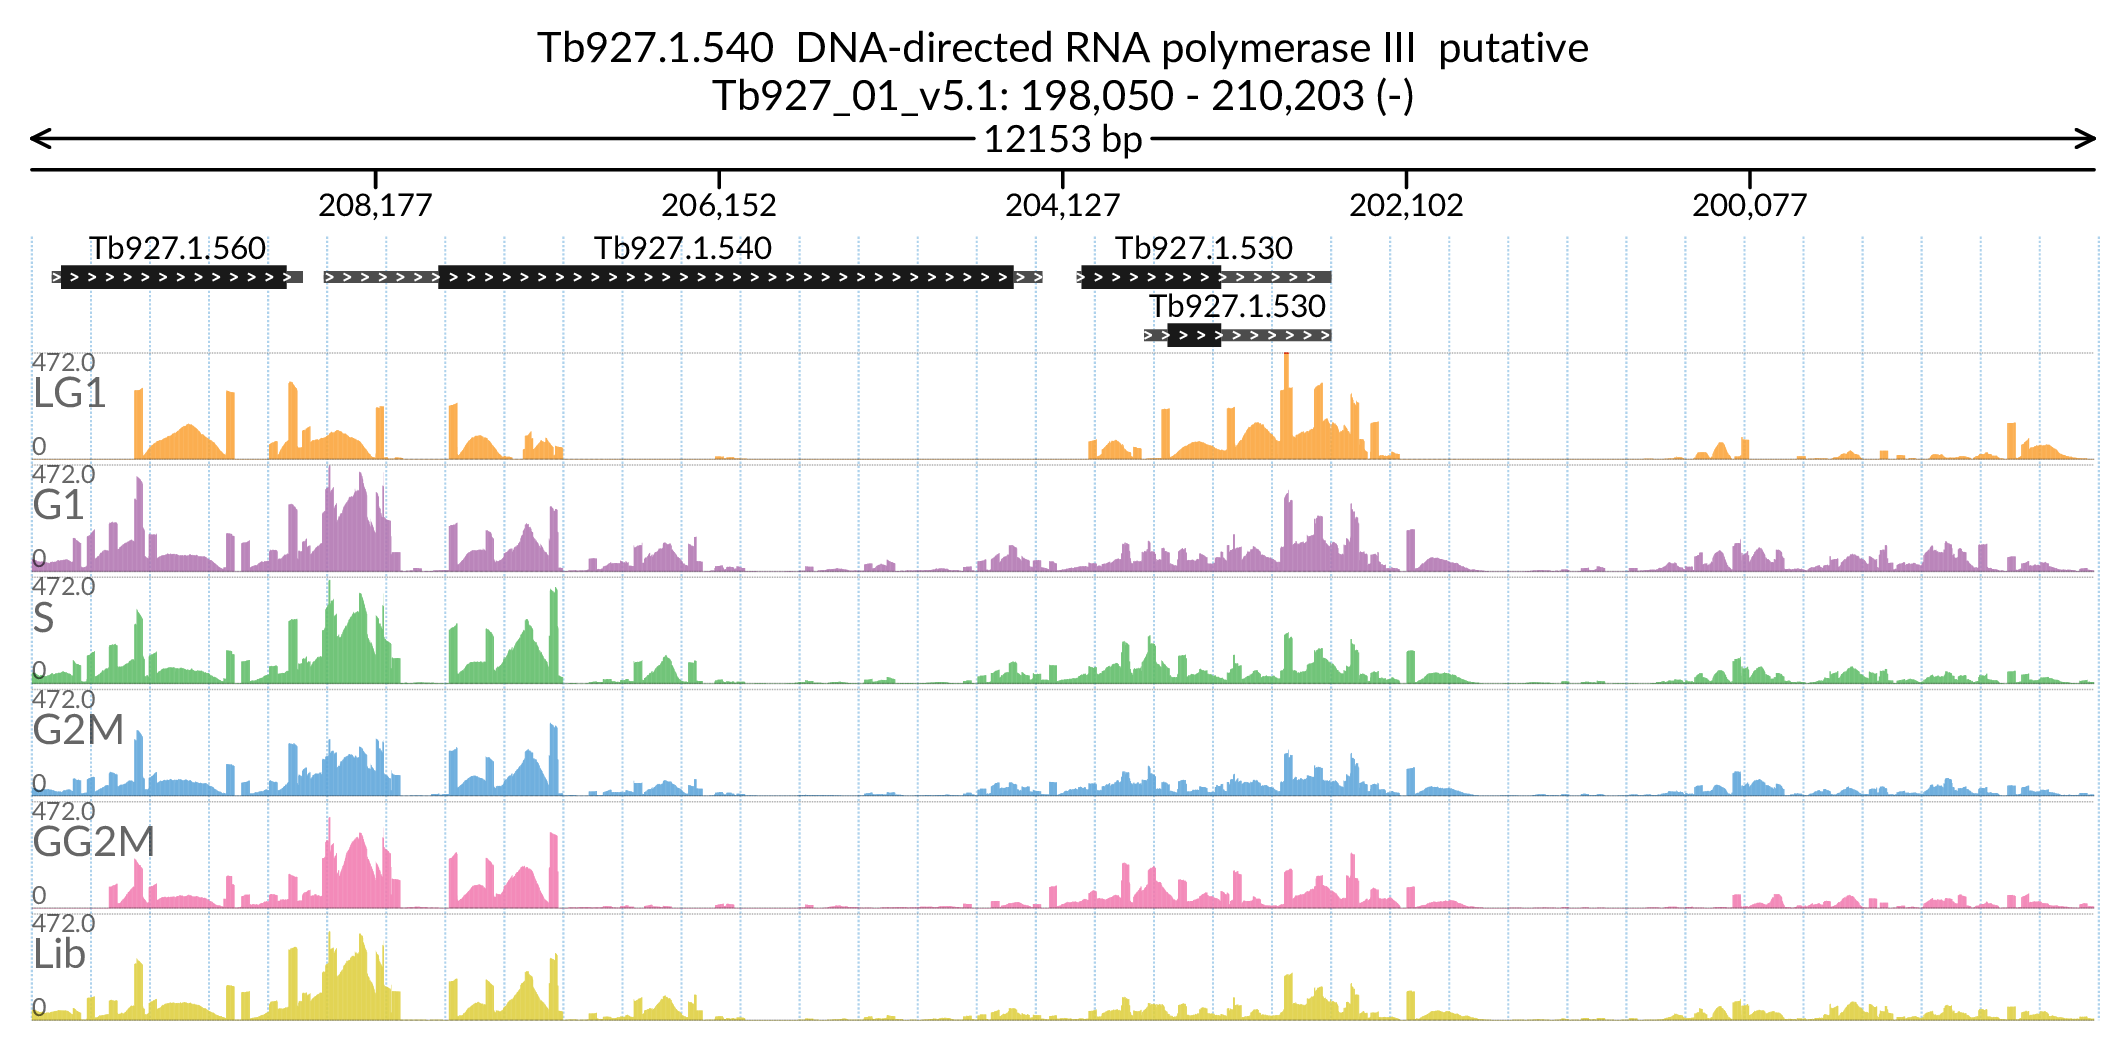 Tb927.1.540  DNA-directed RNA polymerase III  putative
Tb927_01_v5.1: 198,050 - 210,203 (-)
12153 bp
208,177 206,152 204,127 202,102 200,077
Tb927.1.560 Tb927.1.540 Tb927.1.530
Tb927.1.530
472.0
LG1
0
472.0
G1
0
472.0
S
0
472.0
G2M
0
472.0
GG2M
0
472.0
Lib
0